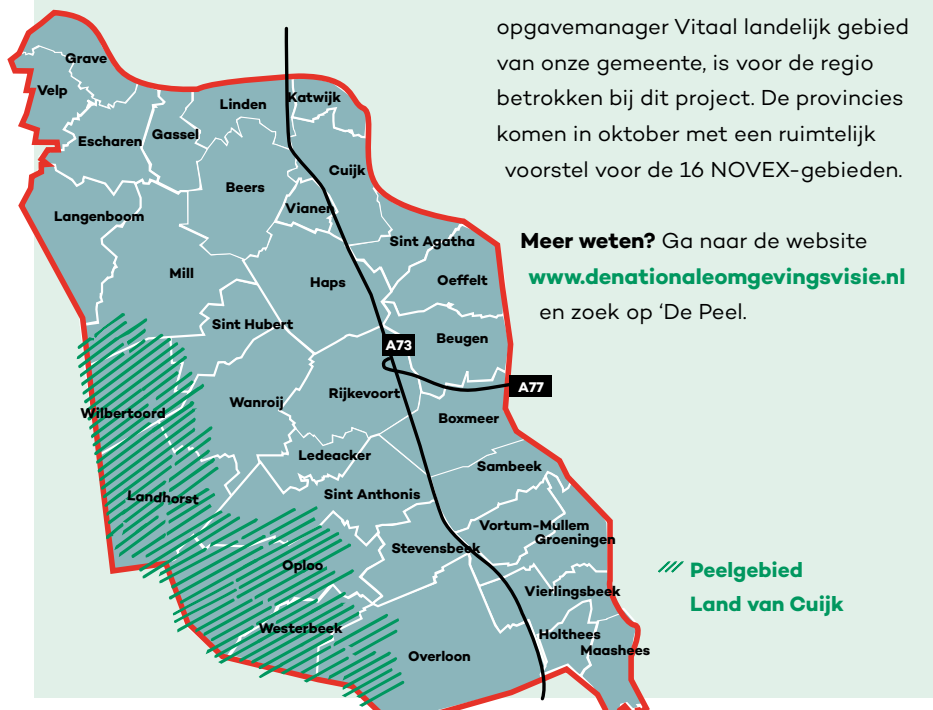 opgavemanager Vitaal landelijk gebied
van onze gemeente, is voor de regio
betrokken bij dit project. De provincies
komen in oktober met een ruimtelijk
voorstel voor de 16 NOVEX-gebieden.
Meer weten? Ga naar de website
www.denationaleomgevingsvisie.nl
en zoek op ‘De Peel.
Grave
Velp
Linden
Katwijk
Escharen
Gassel
Cuijk
Beers
Vianen
Langenboom
Sint Agatha
Mill
Haps
Oeffelt
Sint Hubert
Beugen
A73
A77
Rijkevoort
Wanroij
Wilbertoord
Boxmeer
Ledeacker
Sambeek
Landhorst
Sint Anthonis
Vortum-Mullem
Groeningen
Stevensbeek
Oploo
Vierlingsbeek
Westerbeek
Holthees
Maashees
Overloon
Peelgebied
Land van Cuijk